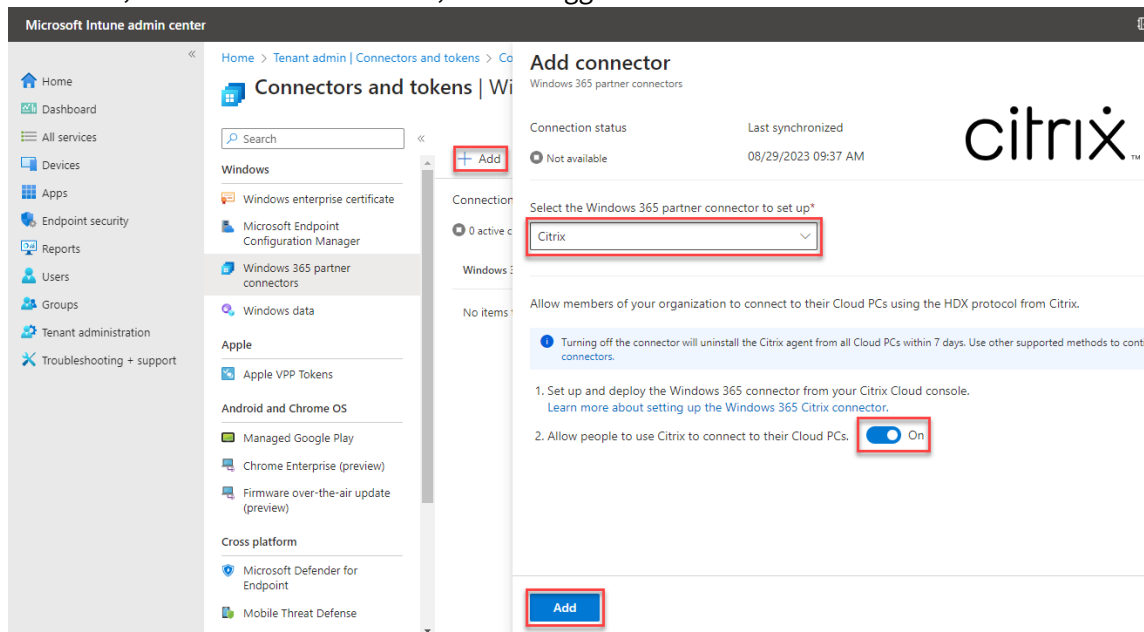 Microsoft Intune admin center
Home
Dashboard
All services
Devices
Apps
Endpoint security
Reports
Users
Groups
Tenant administration
Troubleshooting + support
Home > Tenant admin | Connectors and tokens > Co
Connectors and tokens | Wi
Search
Windows
Windows enterprise certificate
Microsoft Endpoint
Configuration Manager
Windows 365 partner
connectors
Windows data
Apple
Apple VPP Tokens
Android and Chrome OS
Managed Google Play
Chrome Enterprise (preview)
Firmware over-the-air update
(preview)
Cross platform
Microsoft Defender for
Endpoint
Mobile Threat Defense
+ Add
Connection
0 active c
Windows 3
No items
Add connector
Windows 365 partner connectors
citrix™
Connection status
Last synchronized
Not available
08/29/2023 09:37 AM
Select the Windows 365 partner connector to set up*
Citrix
Allow members of your organization to connect to their Cloud PCs using the HDX protocol from Citrix.
Turning off the connector will uninstall the Citrix agent from all Cloud PCs within 7 days. Use other supported methods to conti
connectors.
1. Set up and deploy the Windows 365 connector from your Citrix Cloud console.
Learn more about setting up the Windows 365 Citrix connector.
2. Allow people to use Citrix to connect to their Cloud PCs. On
Add